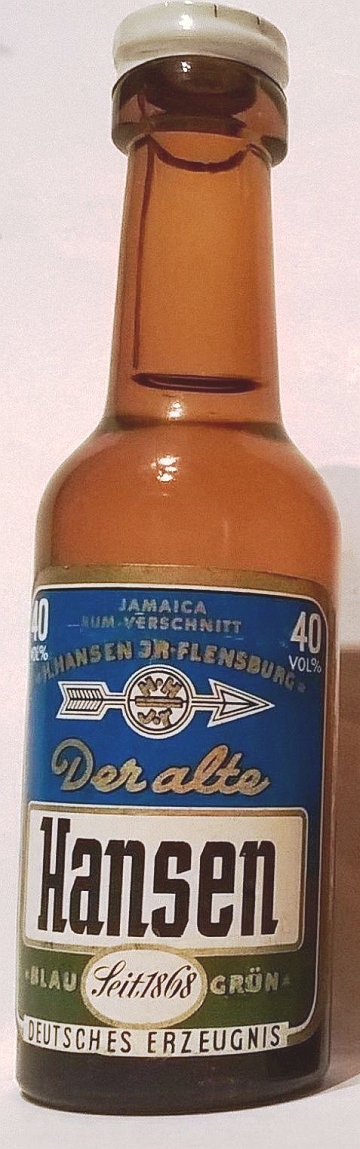 JAMAICA
RUM-VERSCHNITT
40 VOL% 40 VOL%
H. HANSEN JR·FLENSBURG
H·H
J·R
Der alte
Hansen
BLAU Seit 1868 GRÜN
DEUTSCHES ERZEUGNIS